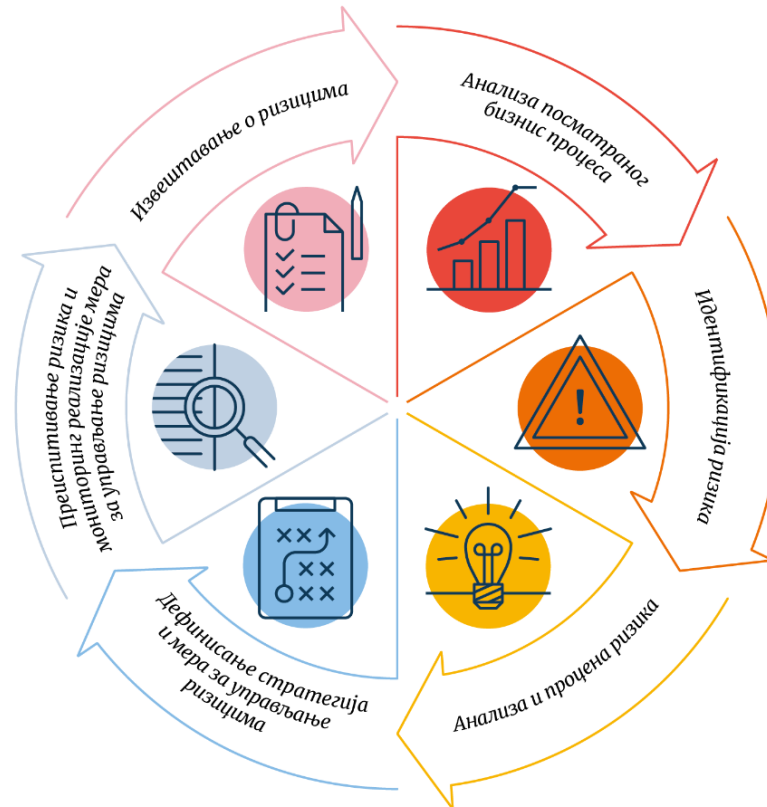 Анализа посматраног
бизнис процеса
Идентификација ризика
Анализа и процена ризика
Дефинисање стратегија
и мера за управљање
ризицима
Преиспитивање ризика и
мониторинг реализације мера
за управљање ризицима
Извештавање о ризицима